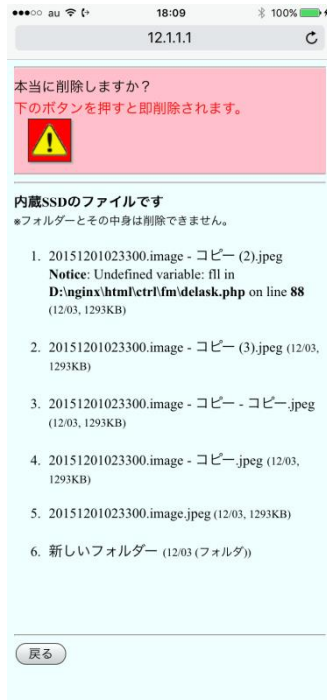 au 18:09 100%
12.1.1.1
本当に削除しますか？
下のボタンを押すと即削除されます。
内蔵SSDのファイルです
※フォルダーとその中身は削除できません。
1. 20151201023300.image - コピー (2).jpeg
Notice: Undefined variable: fll in
D:\nginx\html\ctrl\fm\delask.php on line 88
(12/03, 1293KB)
2. 20151201023300.image - コピー (3).jpeg (12/03,
1293KB)
3. 20151201023300.image - コピー - コピー.jpeg
(12/03, 1293KB)
4. 20151201023300.image - コピー.jpeg (12/03,
1293KB)
5. 20151201023300.image.jpeg (12/03, 1293KB)
6. 新しいフォルダー (12/03 (フォルダ))
戻る